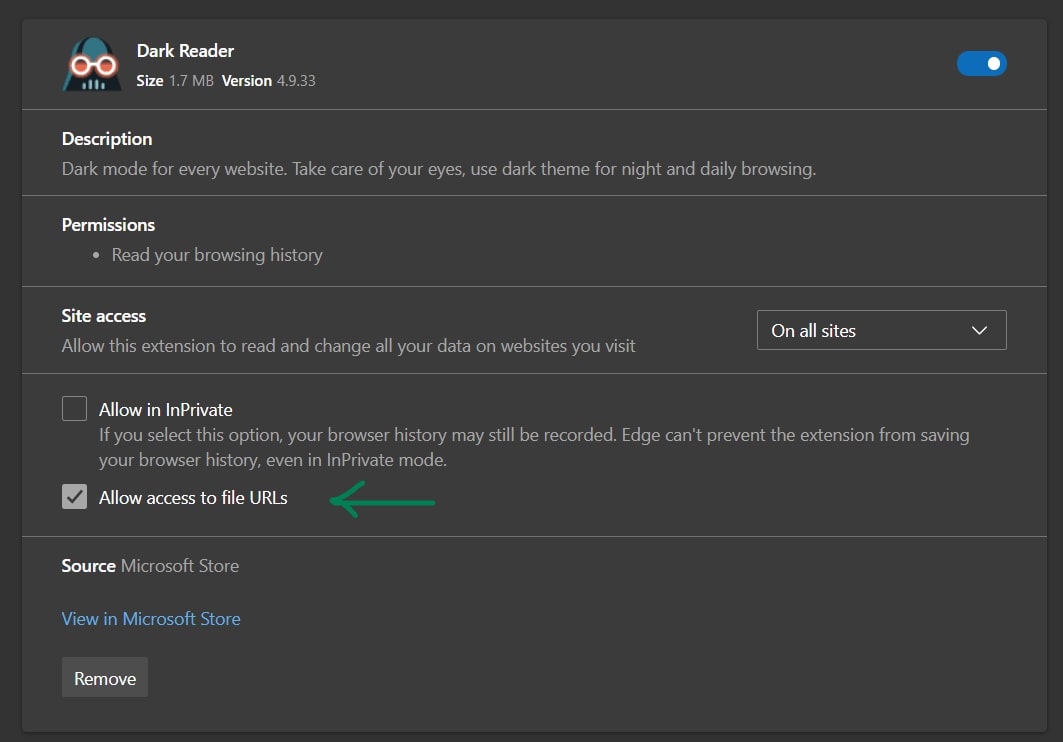 Dark Reader
Size 1.7 MB Version 4.9.33
Description
Dark mode for every website. Take care of your eyes, use dark theme for night and daily browsing.
Permissions
• Read your browsing history
Site access
Allow this extension to read and change all your data on websites you visit
On all sites
Allow in InPrivate
If you select this option, your browser history may still be recorded. Edge can't prevent the extension from saving
your browser history, even in InPrivate mode.
Allow access to file URLs
Source Microsoft Store
View in Microsoft Store
Remove